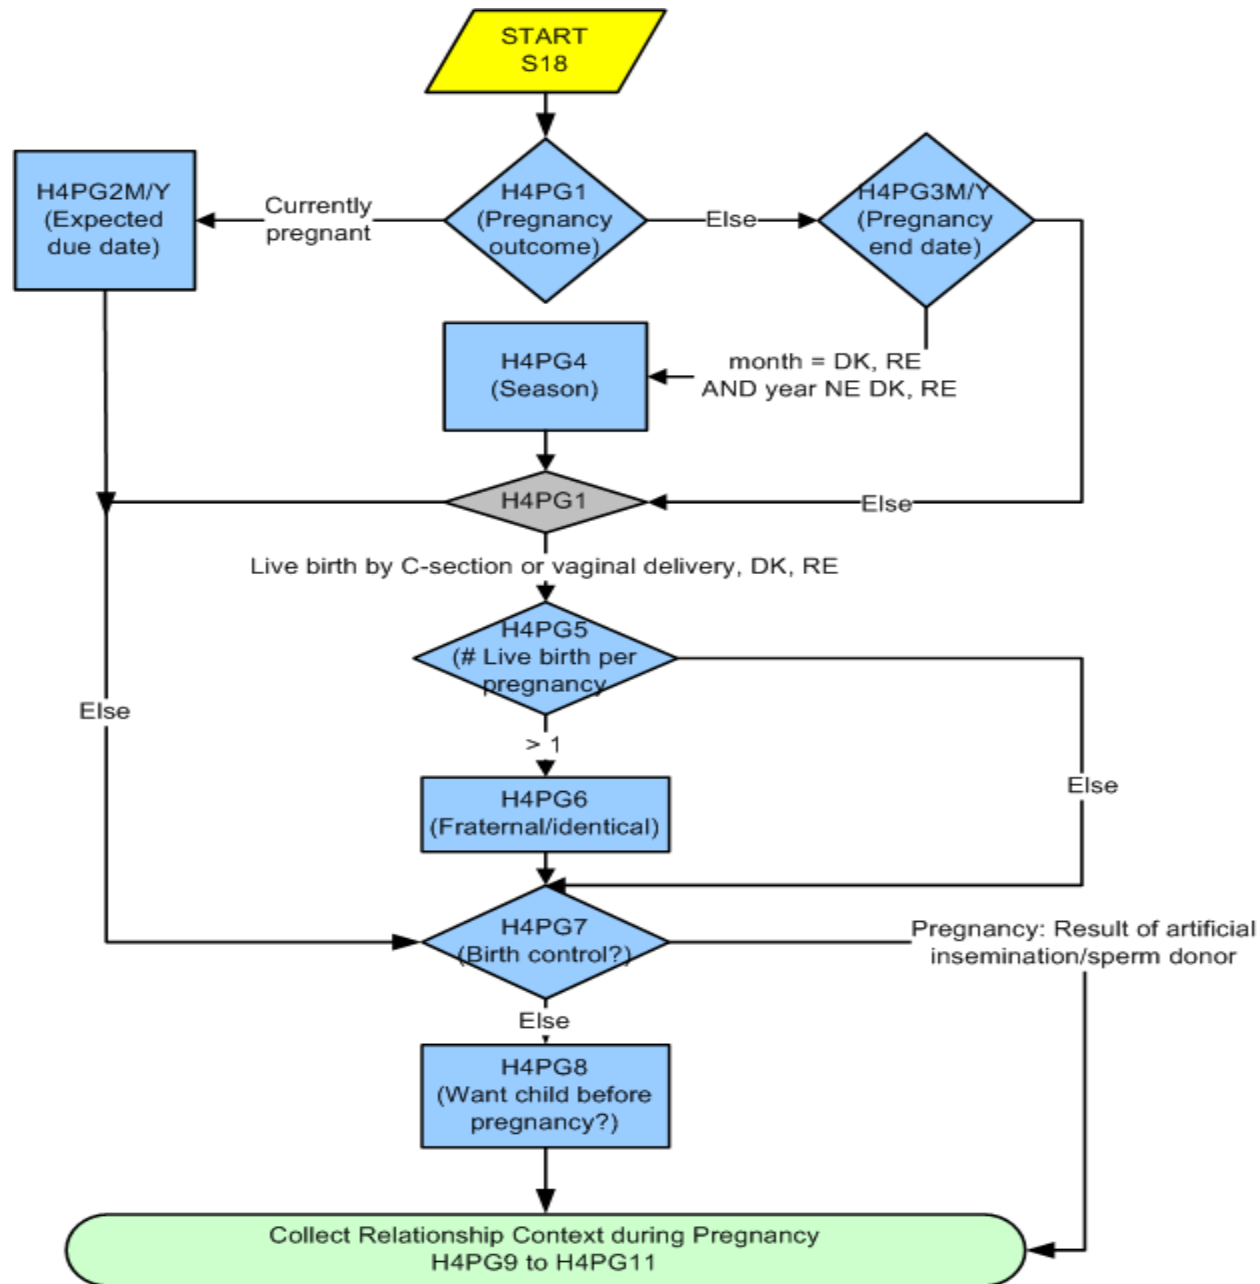 START
S18
H4PG2M/Y
(Expected
due date)
Currently
pregnant
H4PG1
(Pregnancy
outcome)
Else
H4PG3M/Y
(Pregnancy
end date)
H4PG4
(Season)
month = DK, RE
AND year NE DK, RE
H4PG1
Else
Live birth by C-section or vaginal delivery, DK, RE
H4PG5
(# Live birth per
pregnancy
Else
> 1
Else
H4PG6
(Fraternal/identical)
H4PG7
(Birth control?)
Pregnancy: Result of artificial
insemination/sperm donor
Else
H4PG8
(Want child before
pregnancy?)
Collect Relationship Context during Pregnancy
H4PG9 to H4PG11